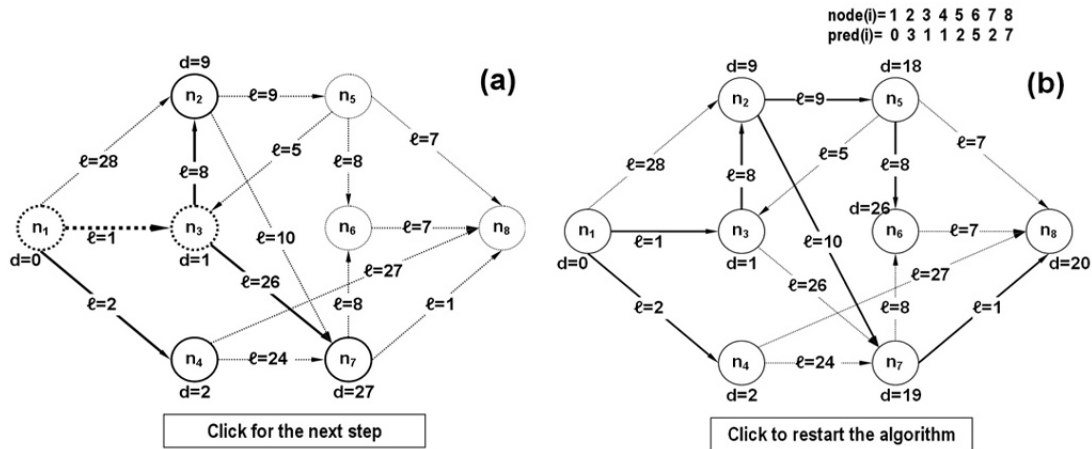 node(i)= 1 2 3 4 5 6 7 8
pred(i)= 0 3 1 1 2 5 2 7
(a)
d=9
n2
ℓ=9
n5
ℓ=28
ℓ=8
ℓ=5
ℓ=8
ℓ=7
n1
d=0
ℓ=1
n3
d=1
ℓ=10
n6
ℓ=7
n8
ℓ=2
ℓ=26
ℓ=27
ℓ=8
ℓ=1
n4
d=2
ℓ=24
n7
d=27
Click for the next step
(b)
d=9
n2
ℓ=9
d=18
n5
ℓ=28
ℓ=8
ℓ=5
ℓ=8
ℓ=7
n1
d=0
ℓ=1
n3
d=1
ℓ=10
d=26
n6
ℓ=7
n8
d=20
ℓ=2
ℓ=26
ℓ=27
ℓ=8
ℓ=1
n4
d=2
ℓ=24
n7
d=19
Click to restart the algorithm